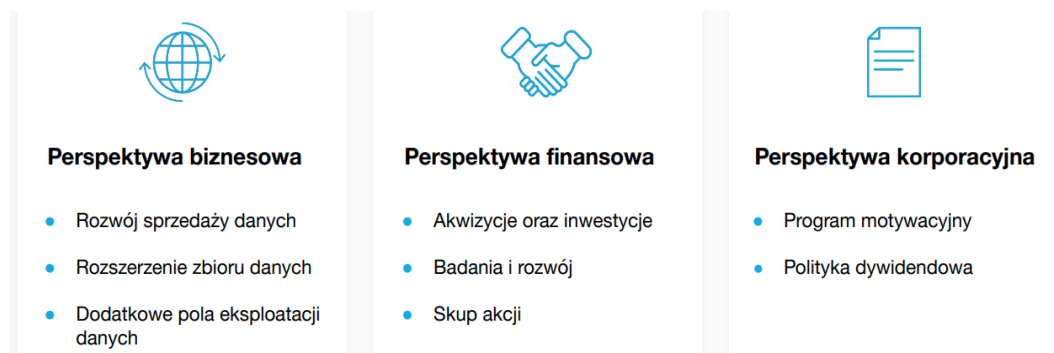 Perspektywa biznesowa
Rozwój sprzedaży danych
Rozszerzenie zbioru danych
Dodatkowe pola eksploatacji
danych
Perspektywa finansowa
Akwizycje oraz inwestycje
Badania i rozwój
Skup akcji
Perspektywa korporacyjna
Program motywacyjny
Polityka dywidendowa